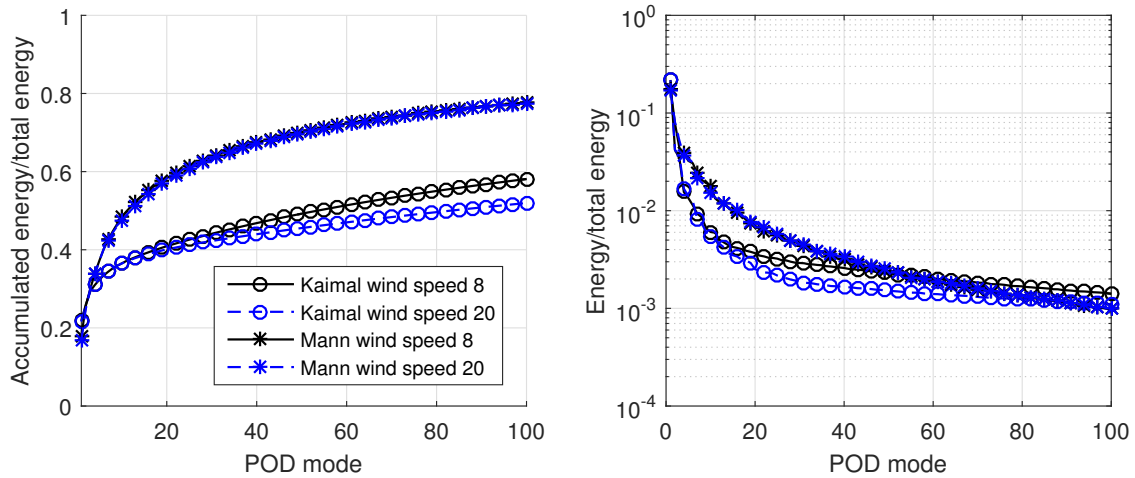 Accumulated energy/total energy
1
0.8
0.6
0.4
0.2
0
20
40
60
80
100
POD mode
Kaimal wind speed 8
Kaimal wind speed 20
Mann wind speed 8
Mann wind speed 20
Energy/total energy
10^0
10^-1
10^-2
10^-3
10^-4
0
20
40
60
80
100
POD mode